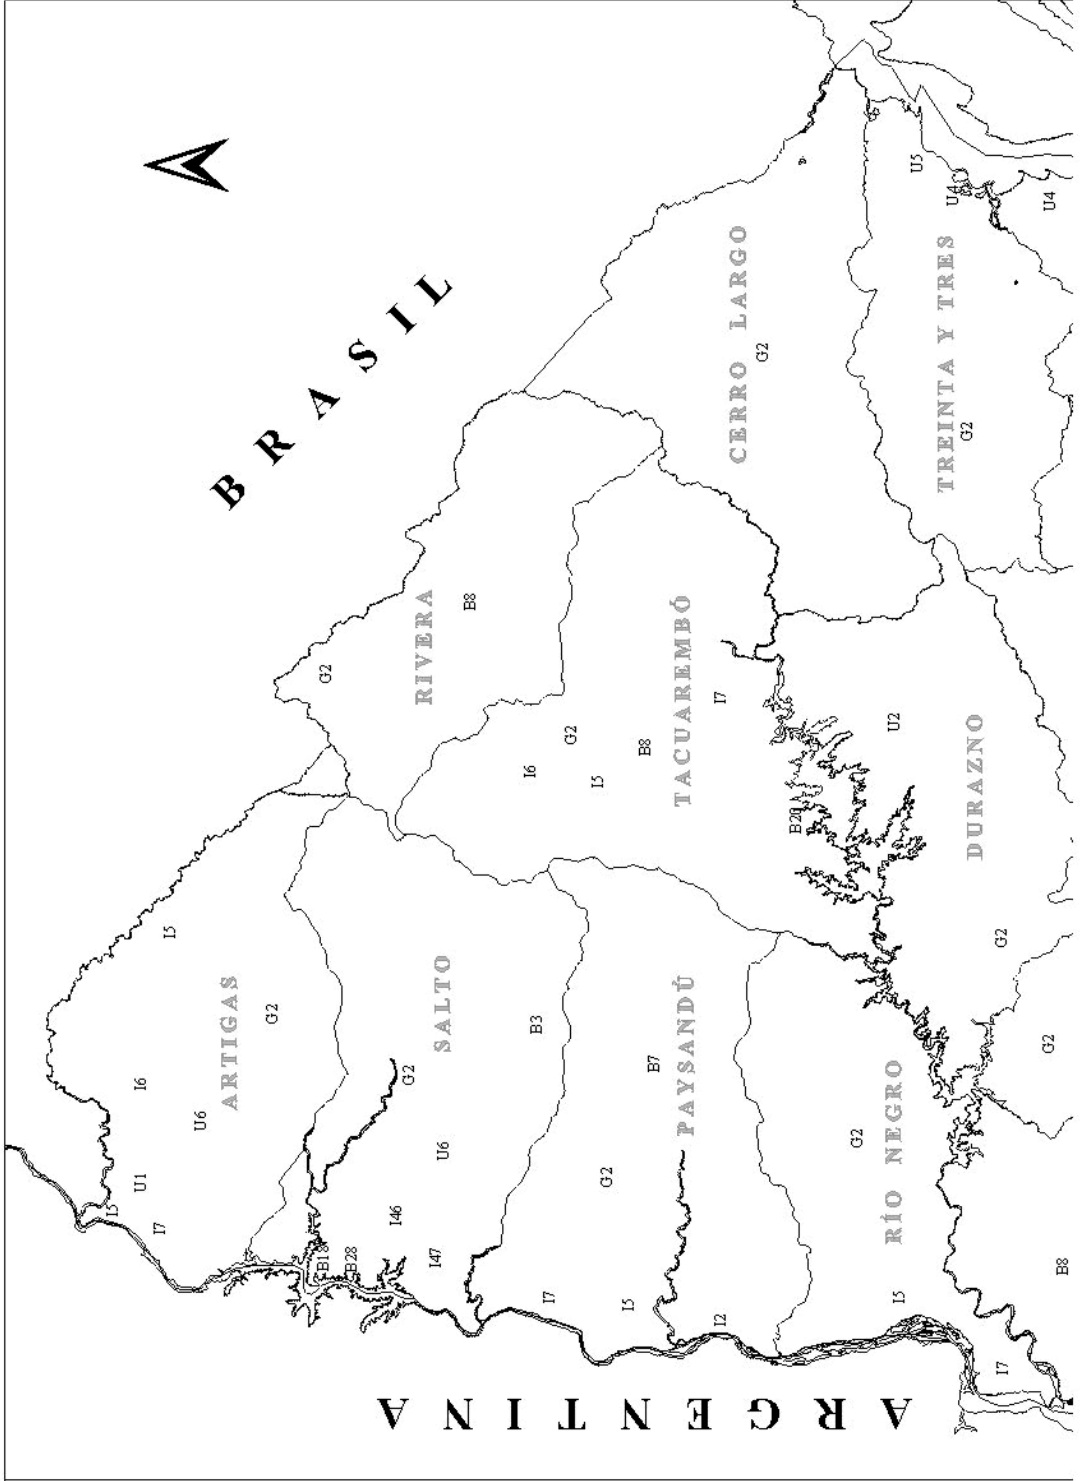 BRASIL
ARGENTINA
ARTIGAS
I5
I7
U1
I6
U6
I5
G2
SALTO
B18
B28
I46
I47
G2
U6
B3
RIVERA
G2
B8
TACUAREMBÓ
I6
G2
I5
B8
I7
B20
PAYSANDÚ
I7
G2
I5
B7
I2
CERRO LARGO
G2
RÍO NEGRO
G2
I5
TREINTA Y TRES
U5
U4
G2
DURAZNO
U2
G2
I7
G2
U4
B8